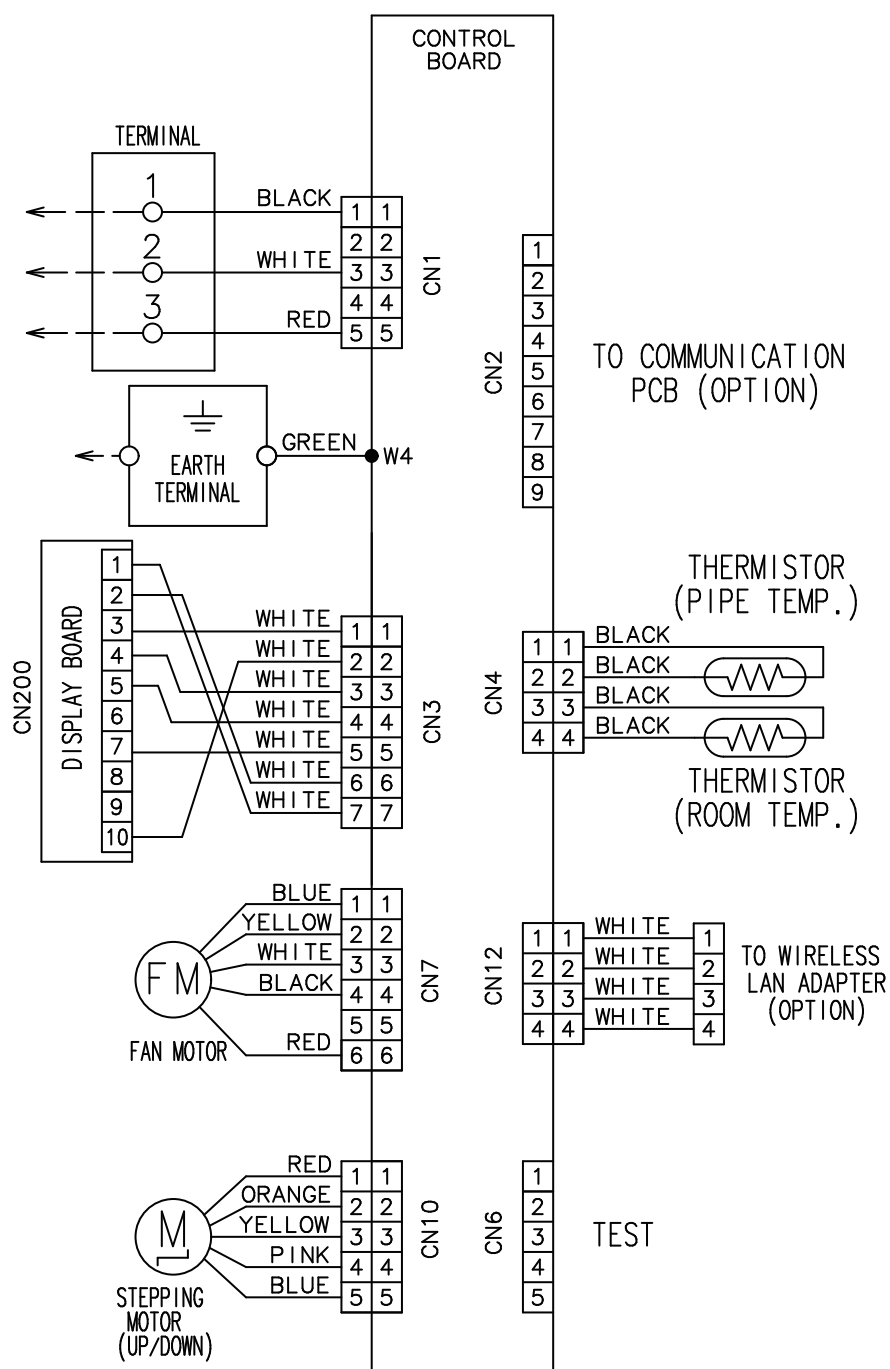 CONTROL
BOARD
TERMINAL
1
2
3
BLACK
WHITE
RED
1 1
2 2
3 3
4 4
5 5
CN1
EARTH
TERMINAL
GREEN
W4
CN2
1
2
3
4
5
6
7
8
9
TO COMMUNICATION
PCB (OPTION)
CN200
DISPLAY BOARD
1
2
3
4
5
6
7
8
9
10
WHITE
WHITE
WHITE
WHITE
WHITE
WHITE
WHITE
1 1
2 2
3 3
4 4
5 5
6 6
7 7
CN3
CN4
1 1
2 2
3 3
4 4
BLACK
BLACK
BLACK
BLACK
THERMISTOR
(PIPE TEMP.)
THERMISTOR
(ROOM TEMP.)
FM
FAN MOTOR
BLUE
YELLOW
WHITE
BLACK
RED
1 1
2 2
3 3
4 4
5 5
6 6
CN7
CN12
1 1
2 2
3 3
4 4
WHITE
WHITE
WHITE
WHITE
1
2
3
4
TO WIRELESS
LAN ADAPTER
(OPTION)
M
STEPPING
MOTOR
(UP/DOWN)
RED
ORANGE
YELLOW
PINK
BLUE
1 1
2 2
3 3
4 4
5 5
CN10
CN6
1
2
3
4
5
TEST